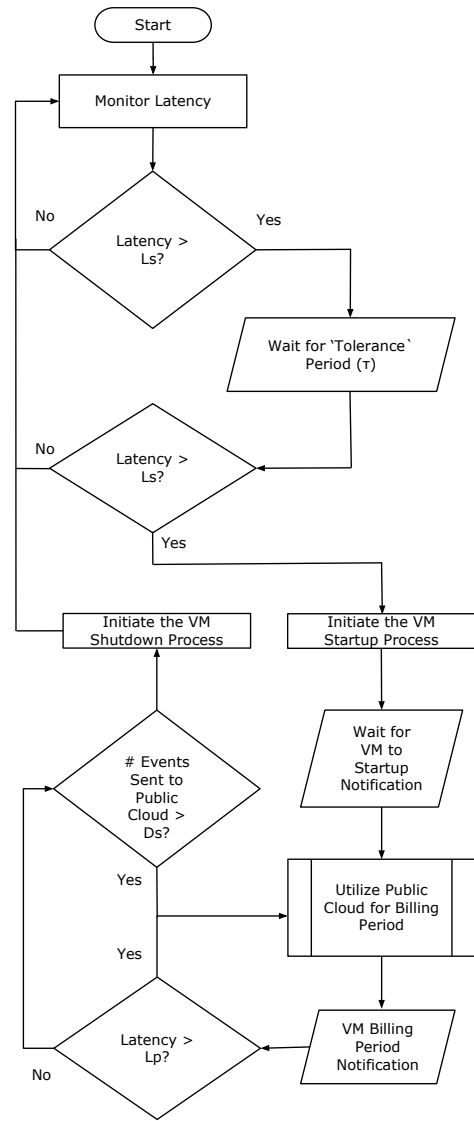 Start
Monitor Latency
No
Yes
Latency >
Ls?
Wait for `Tolerance`
Period (τ)
No
Latency >
Ls?
Yes
Initiate the VM
Shutdown Process
Initiate the VM
Startup Process
Wait for
VM to
Startup
Notification
# Events
Sent to
Public
Cloud >
Ds?
Yes
Utilize Public
Cloud for Billing
Period
Yes
Latency >
Lp?
No
VM Billing
Period
Notification